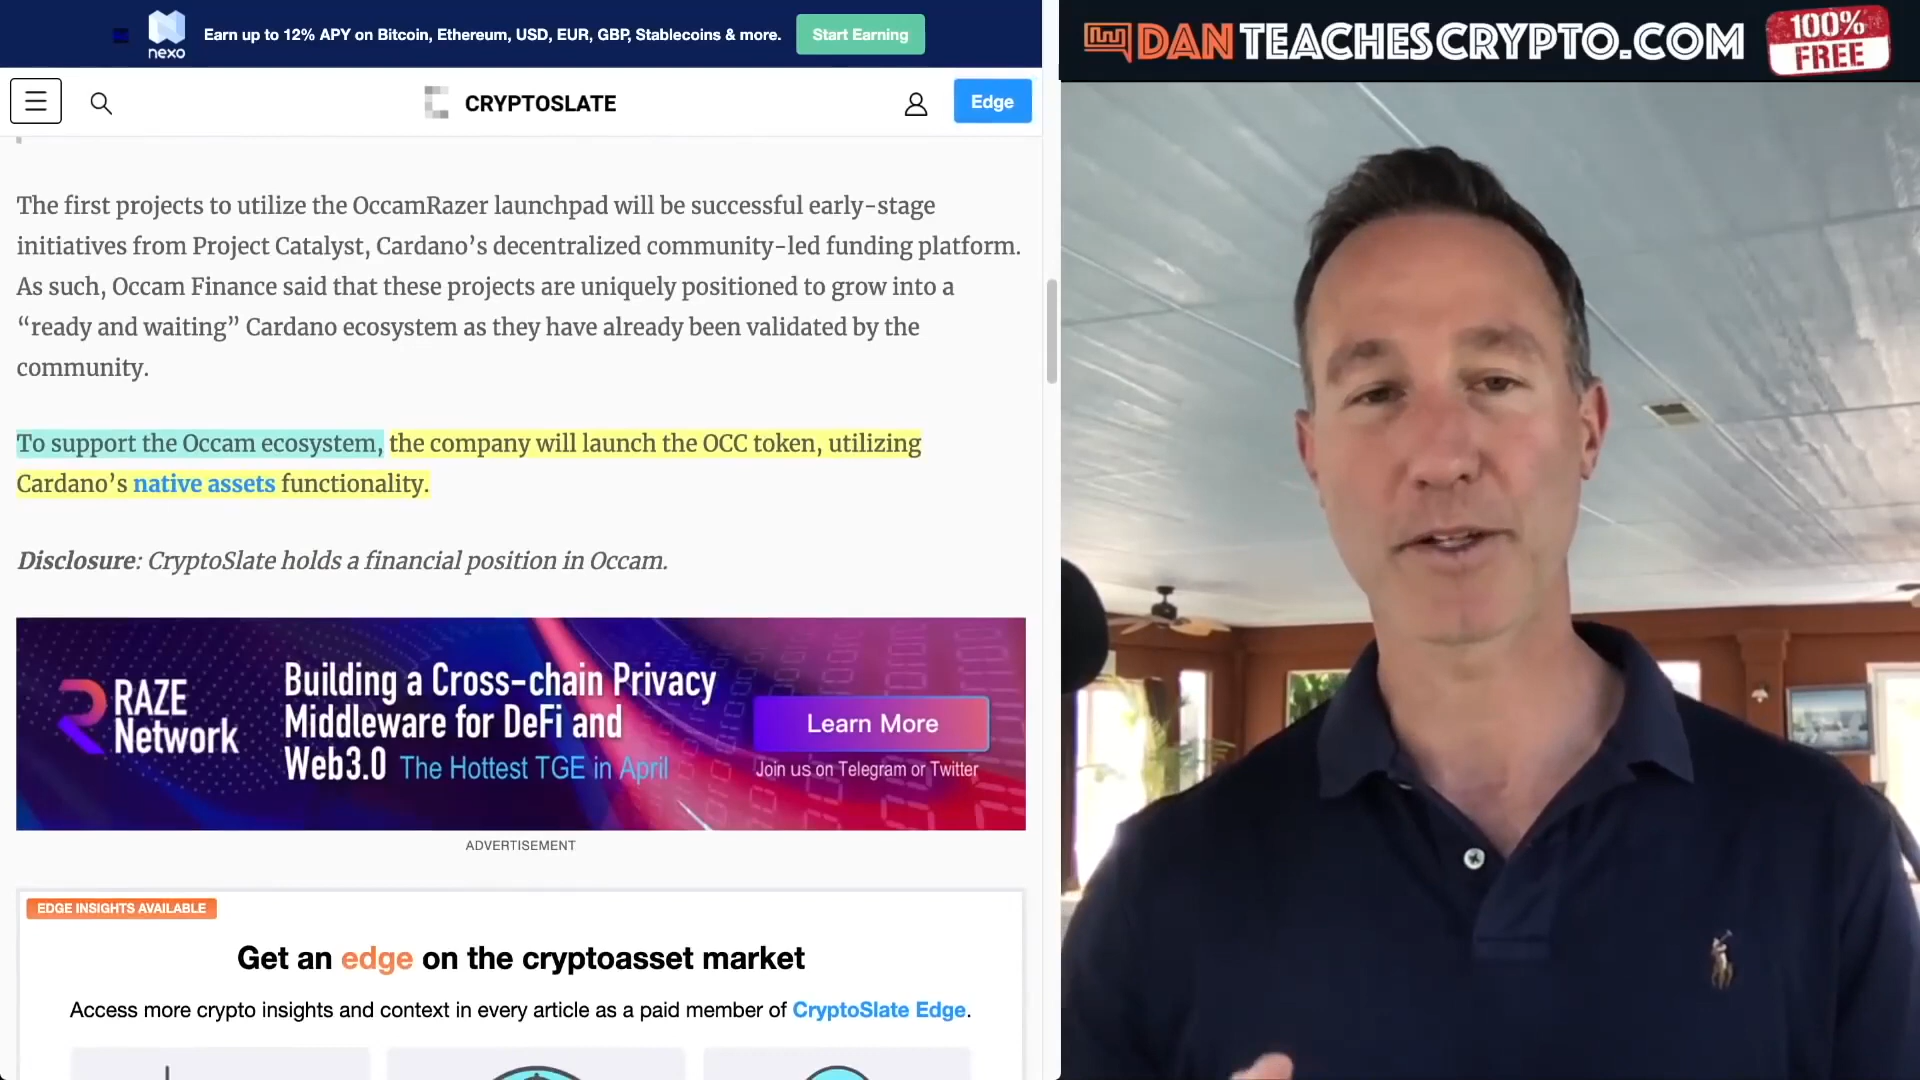 nexo
Earn up to 12% APY on Bitcoin, Ethereum, USD, EUR, GBP, Stablecoins & more.
Start Earning
CRYPTOSLATE
Edge
The first projects to utilize the OccamRazer launchpad will be successful early-stage
initiatives from Project Catalyst, Cardano’s decentralized community-led funding platform.
As such, Occam Finance said that these projects are uniquely positioned to grow into a
“ready and waiting” Cardano ecosystem as they have already been validated by the
community.
To support the Occam ecosystem, the company will launch the OCC token, utilizing
Cardano’s native assets functionality.
Disclosure: CryptoSlate holds a financial position in Occam.
RAZE
Network
Building a Cross-chain Privacy
Middleware for DeFi and
Web3.0 The Hottest TGE in April
Learn More
Join us on Telegram or Twitter
ADVERTISEMENT
EDGE INSIGHTS AVAILABLE
Get an edge on the cryptoasset market
Access more crypto insights and context in every article as a paid member of CryptoSlate Edge.
DANTEACHESCRYPTO.COM
100%
FREE